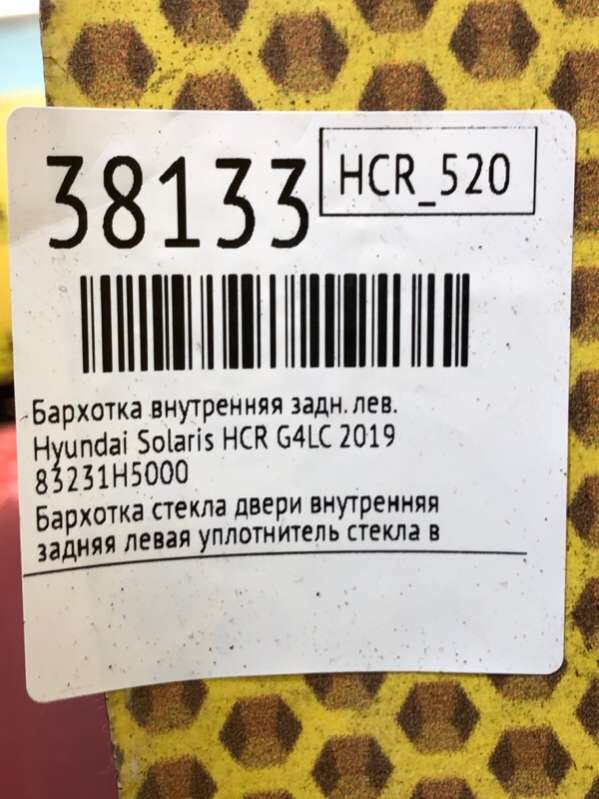 38133
HCR_520
Бархотка внутренняя задн. лев.
Hyundai Solaris HCR G4LC 2019
83231H5000
Бархотка стекла двери внутренняя
задняя левая уплотнитель стекла в